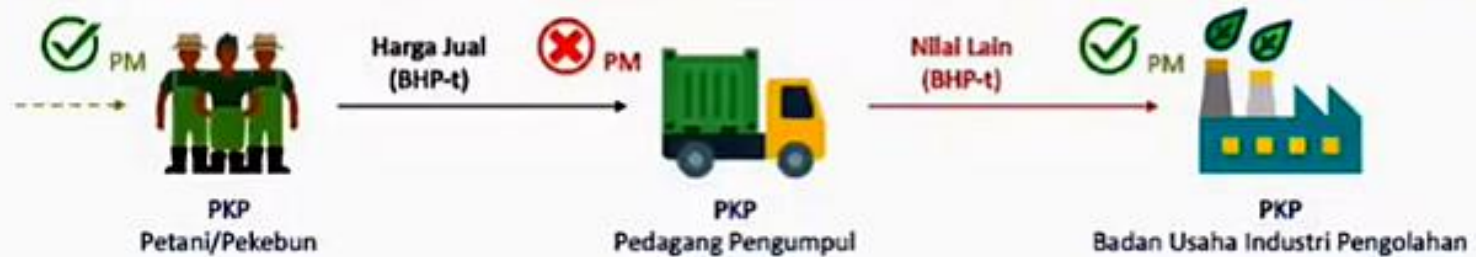 PM
Harga Jual
(BHP-t)
PM
Nilai Lain
(BHP-t)
PM
PKP
Petani/Pekebun
PKP
Pedagang Pengumpul
PKP
Badan Usaha Industri Pengolahan